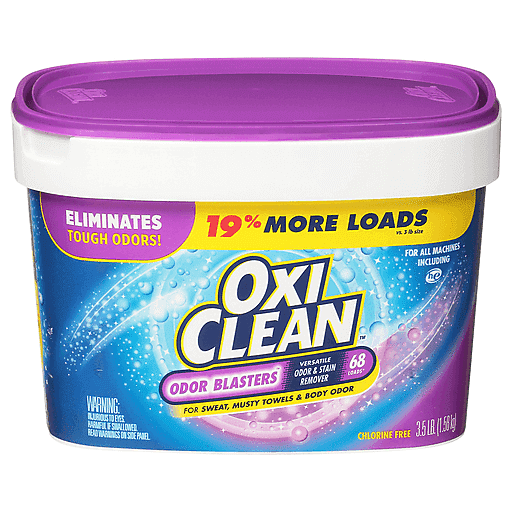 ELIMINATES
TOUGH ODORS!
19% MORE LOADS
vs. 3 lb size
FOR ALL MACHINES
INCLUDING
he
OXI
CLEAN™
ODOR BLASTERS
VERSATILE
ODOR & STAIN
REMOVER
68
LOADS
FOR SWEAT, MUSTY TOWELS & BODY ODOR
WARNING:
INJURIOUS TO EYES.
HARMFUL IF SWALLOWED.
READ WARNINGS ON SIDE PANEL.
CHLORINE FREE
3.5 LB. (1.58 kg)